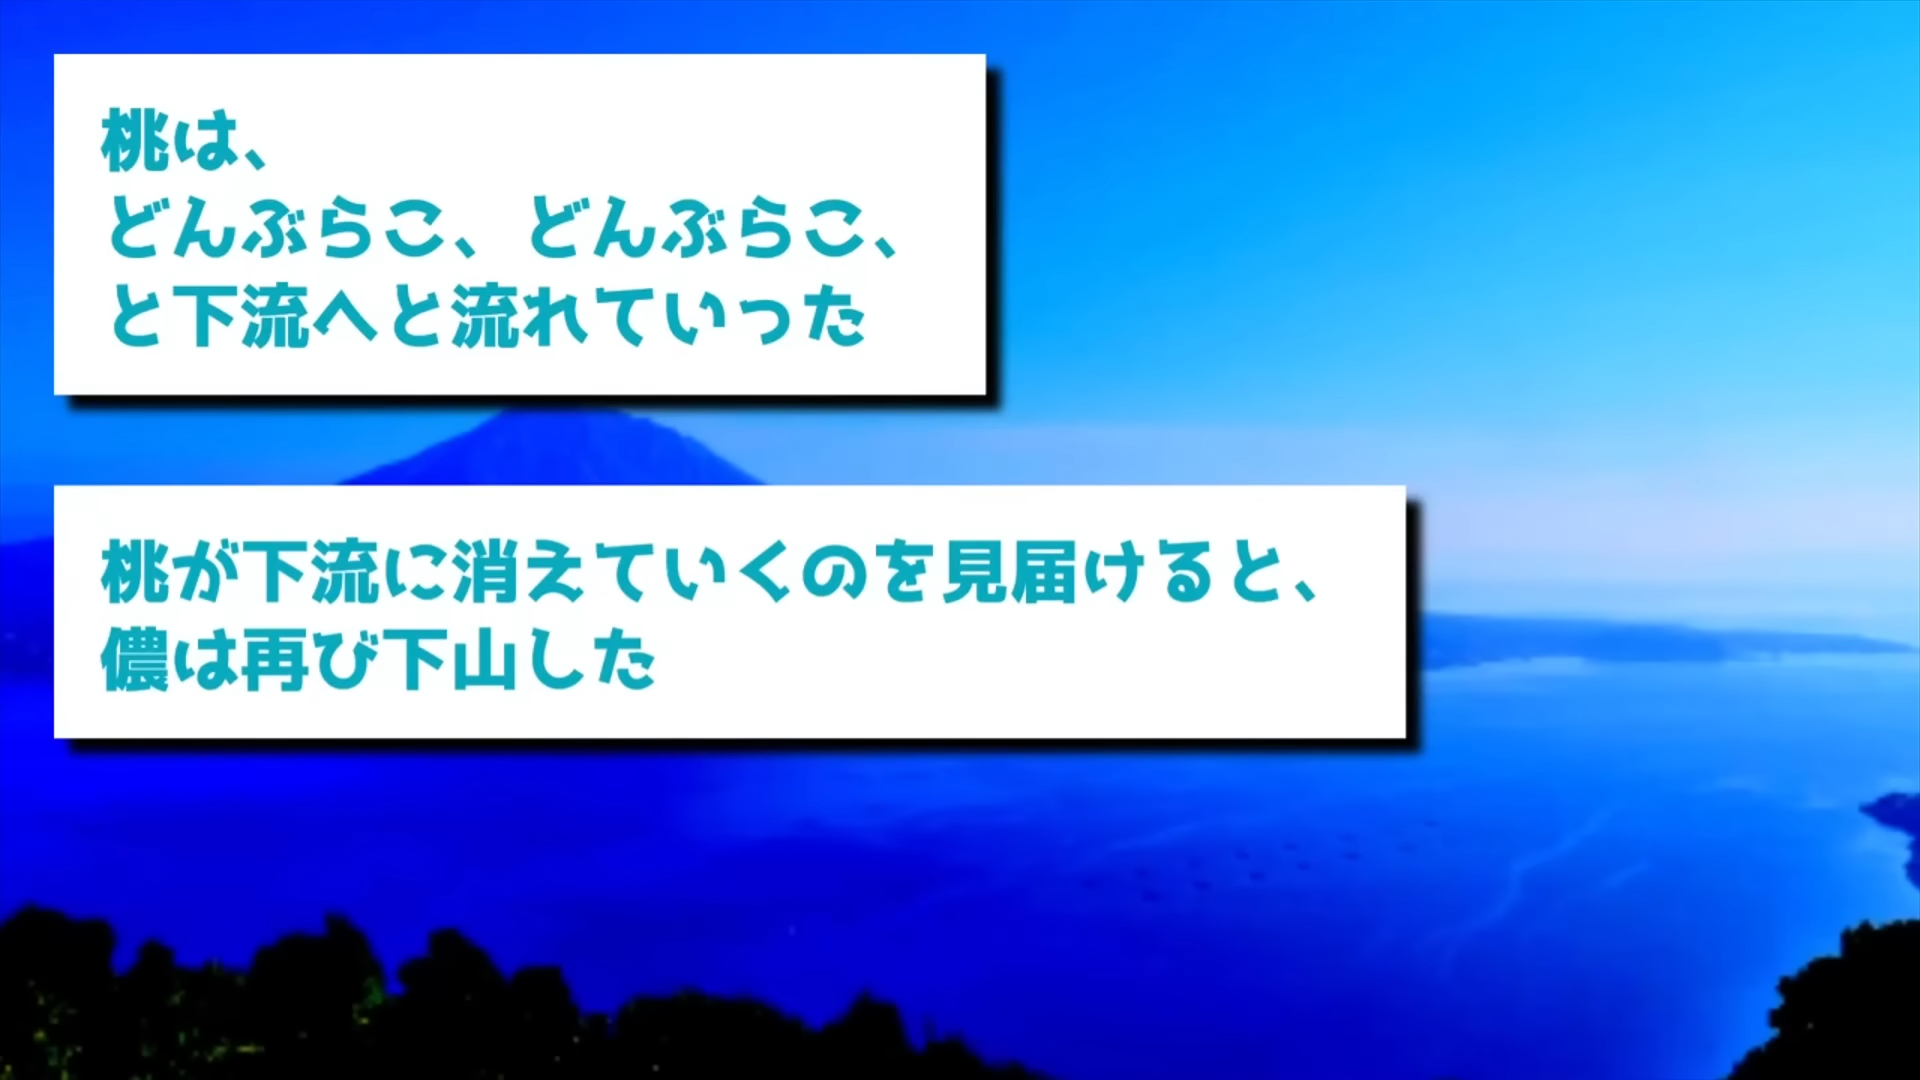 桃は、
どんぶらこ、どんぶらこ、
と下流へと流れていった
桃が下流に消えていくのを見届けると、
儂は再び下山した